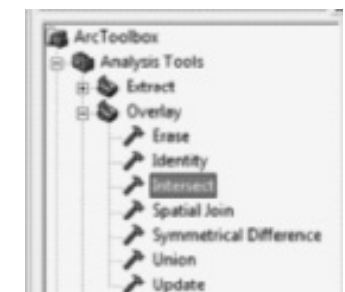 ArcToolbox
Analysis Tools
Extract
Overlay
Erase
Identity
Intersect
Spatial Join
Symmetrical Difference
Union
Update